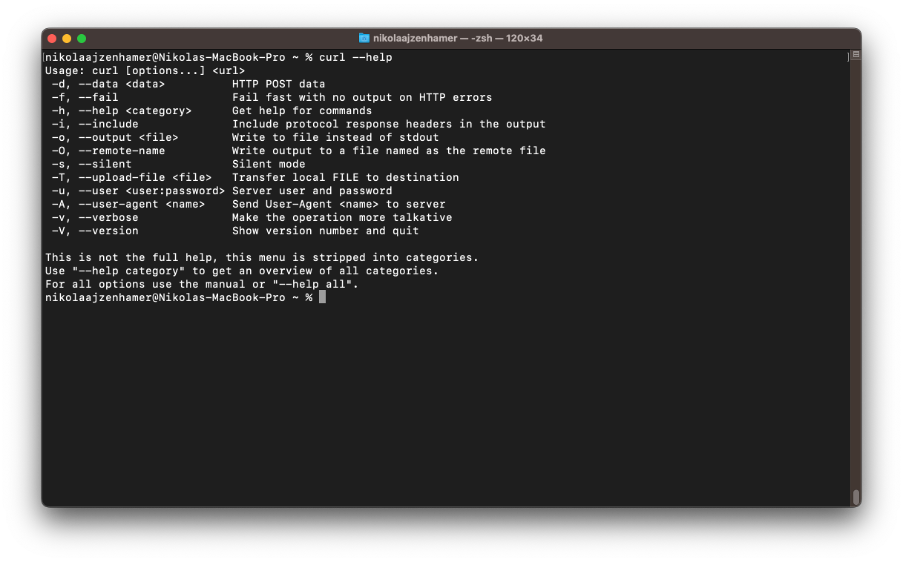 nikolaajzenhamer — -zsh — 120×34
nikolaajzenhamer@Nikolas-MacBook-Pro ~ % curl --help
Usage: curl [options...] <url>
 -d, --data <data>          HTTP POST data
 -f, --fail                 Fail fast with no output on HTTP errors
 -h, --help <category>      Get help for commands
 -i, --include              Include protocol response headers in the output
 -o, --output <file>        Write to file instead of stdout
 -O, --remote-name          Write output to a file named as the remote file
 -s, --silent               Silent mode
 -T, --upload-file <file>   Transfer local FILE to destination
 -u, --user <user:password> Server user and password
 -A, --user-agent <name>    Send User-Agent <name> to server
 -v, --verbose              Make the operation more talkative
 -V, --version              Show version number and quit

This is not the full help, this menu is stripped into categories.
Use "--help category" to get an overview of all categories.
For all options use the manual or "--help all".
nikolaajzenhamer@Nikolas-MacBook-Pro ~ %